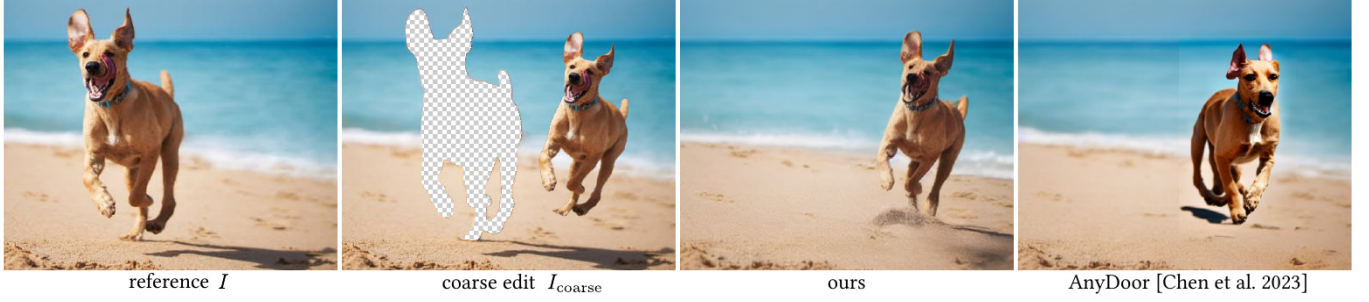 reference I
coarse edit I_coarse
ours
AnyDoor [Chen et al. 2023]